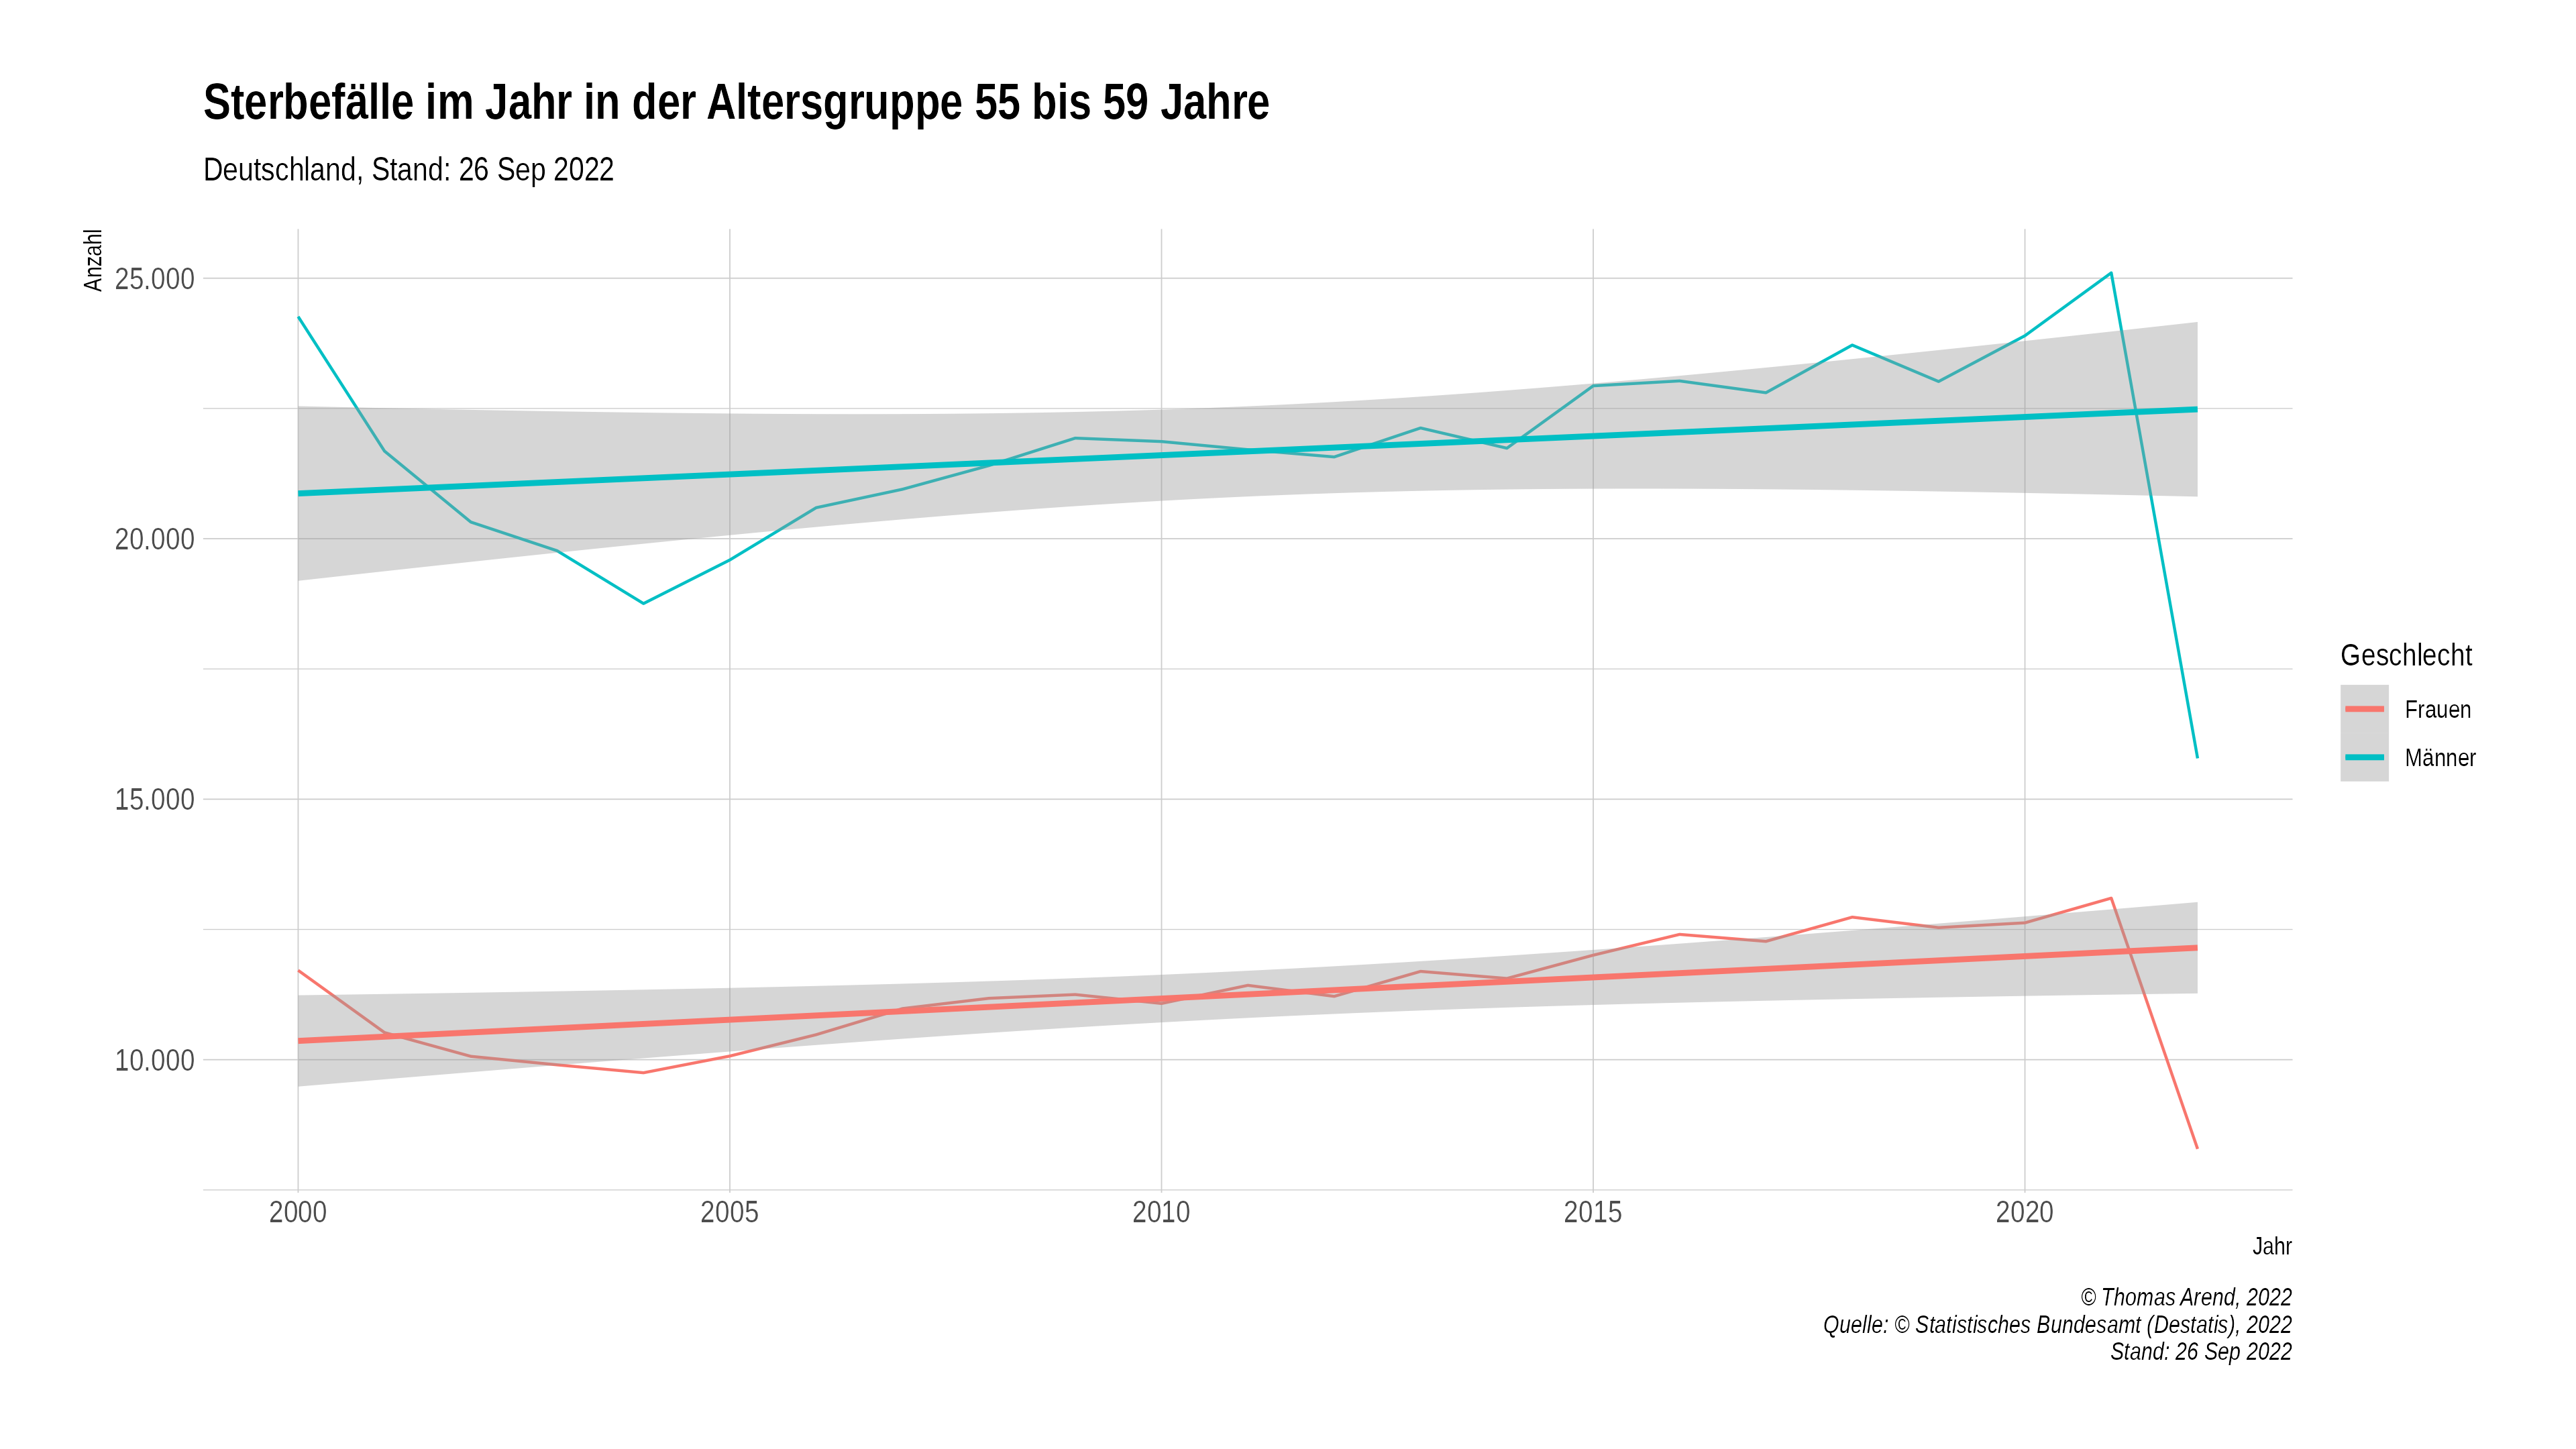 Sterbefälle im Jahr in der Altersgruppe 55 bis 59 Jahre
Deutschland, Stand: 26 Sep 2022
Anzahl
25.000
20.000
15.000
10.000
2000 2005 2010 2015 2020
Jahr
Geschlecht
Frauen
Männer
© Thomas Arend, 2022
Quelle: © Statistisches Bundesamt (Destatis), 2022
Stand: 26 Sep 2022